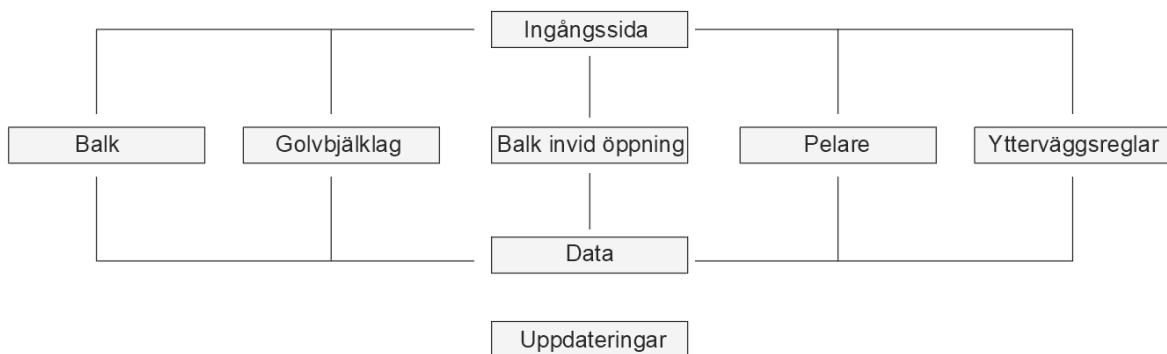 Ingångssida
Balk
Golvbjälklag
Balk invid öppning
Pelare
Ytterväggsreglar
Data
Uppdateringar